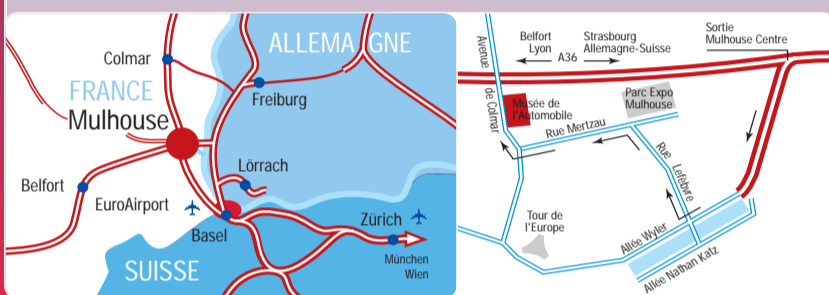 Colmar
ALLEMAGNE
FRANCE
Mulhouse
Freiburg
Belfort
Lörrach
EuroAirport
Zürich
Basel
München
Wien
SUISSE
Avenue
de Colmar
Belfort
Lyon
A36
Strasbourg
Allemagne-Suisse
Sortie
Mulhouse Centre
Musée de
l'Automobile
Parc Expo
Mulhouse
Rue Mertzau
Rue
Lefèbvre
Tour de
l'Europe
Allée Wyler
Allée Nathan Katz